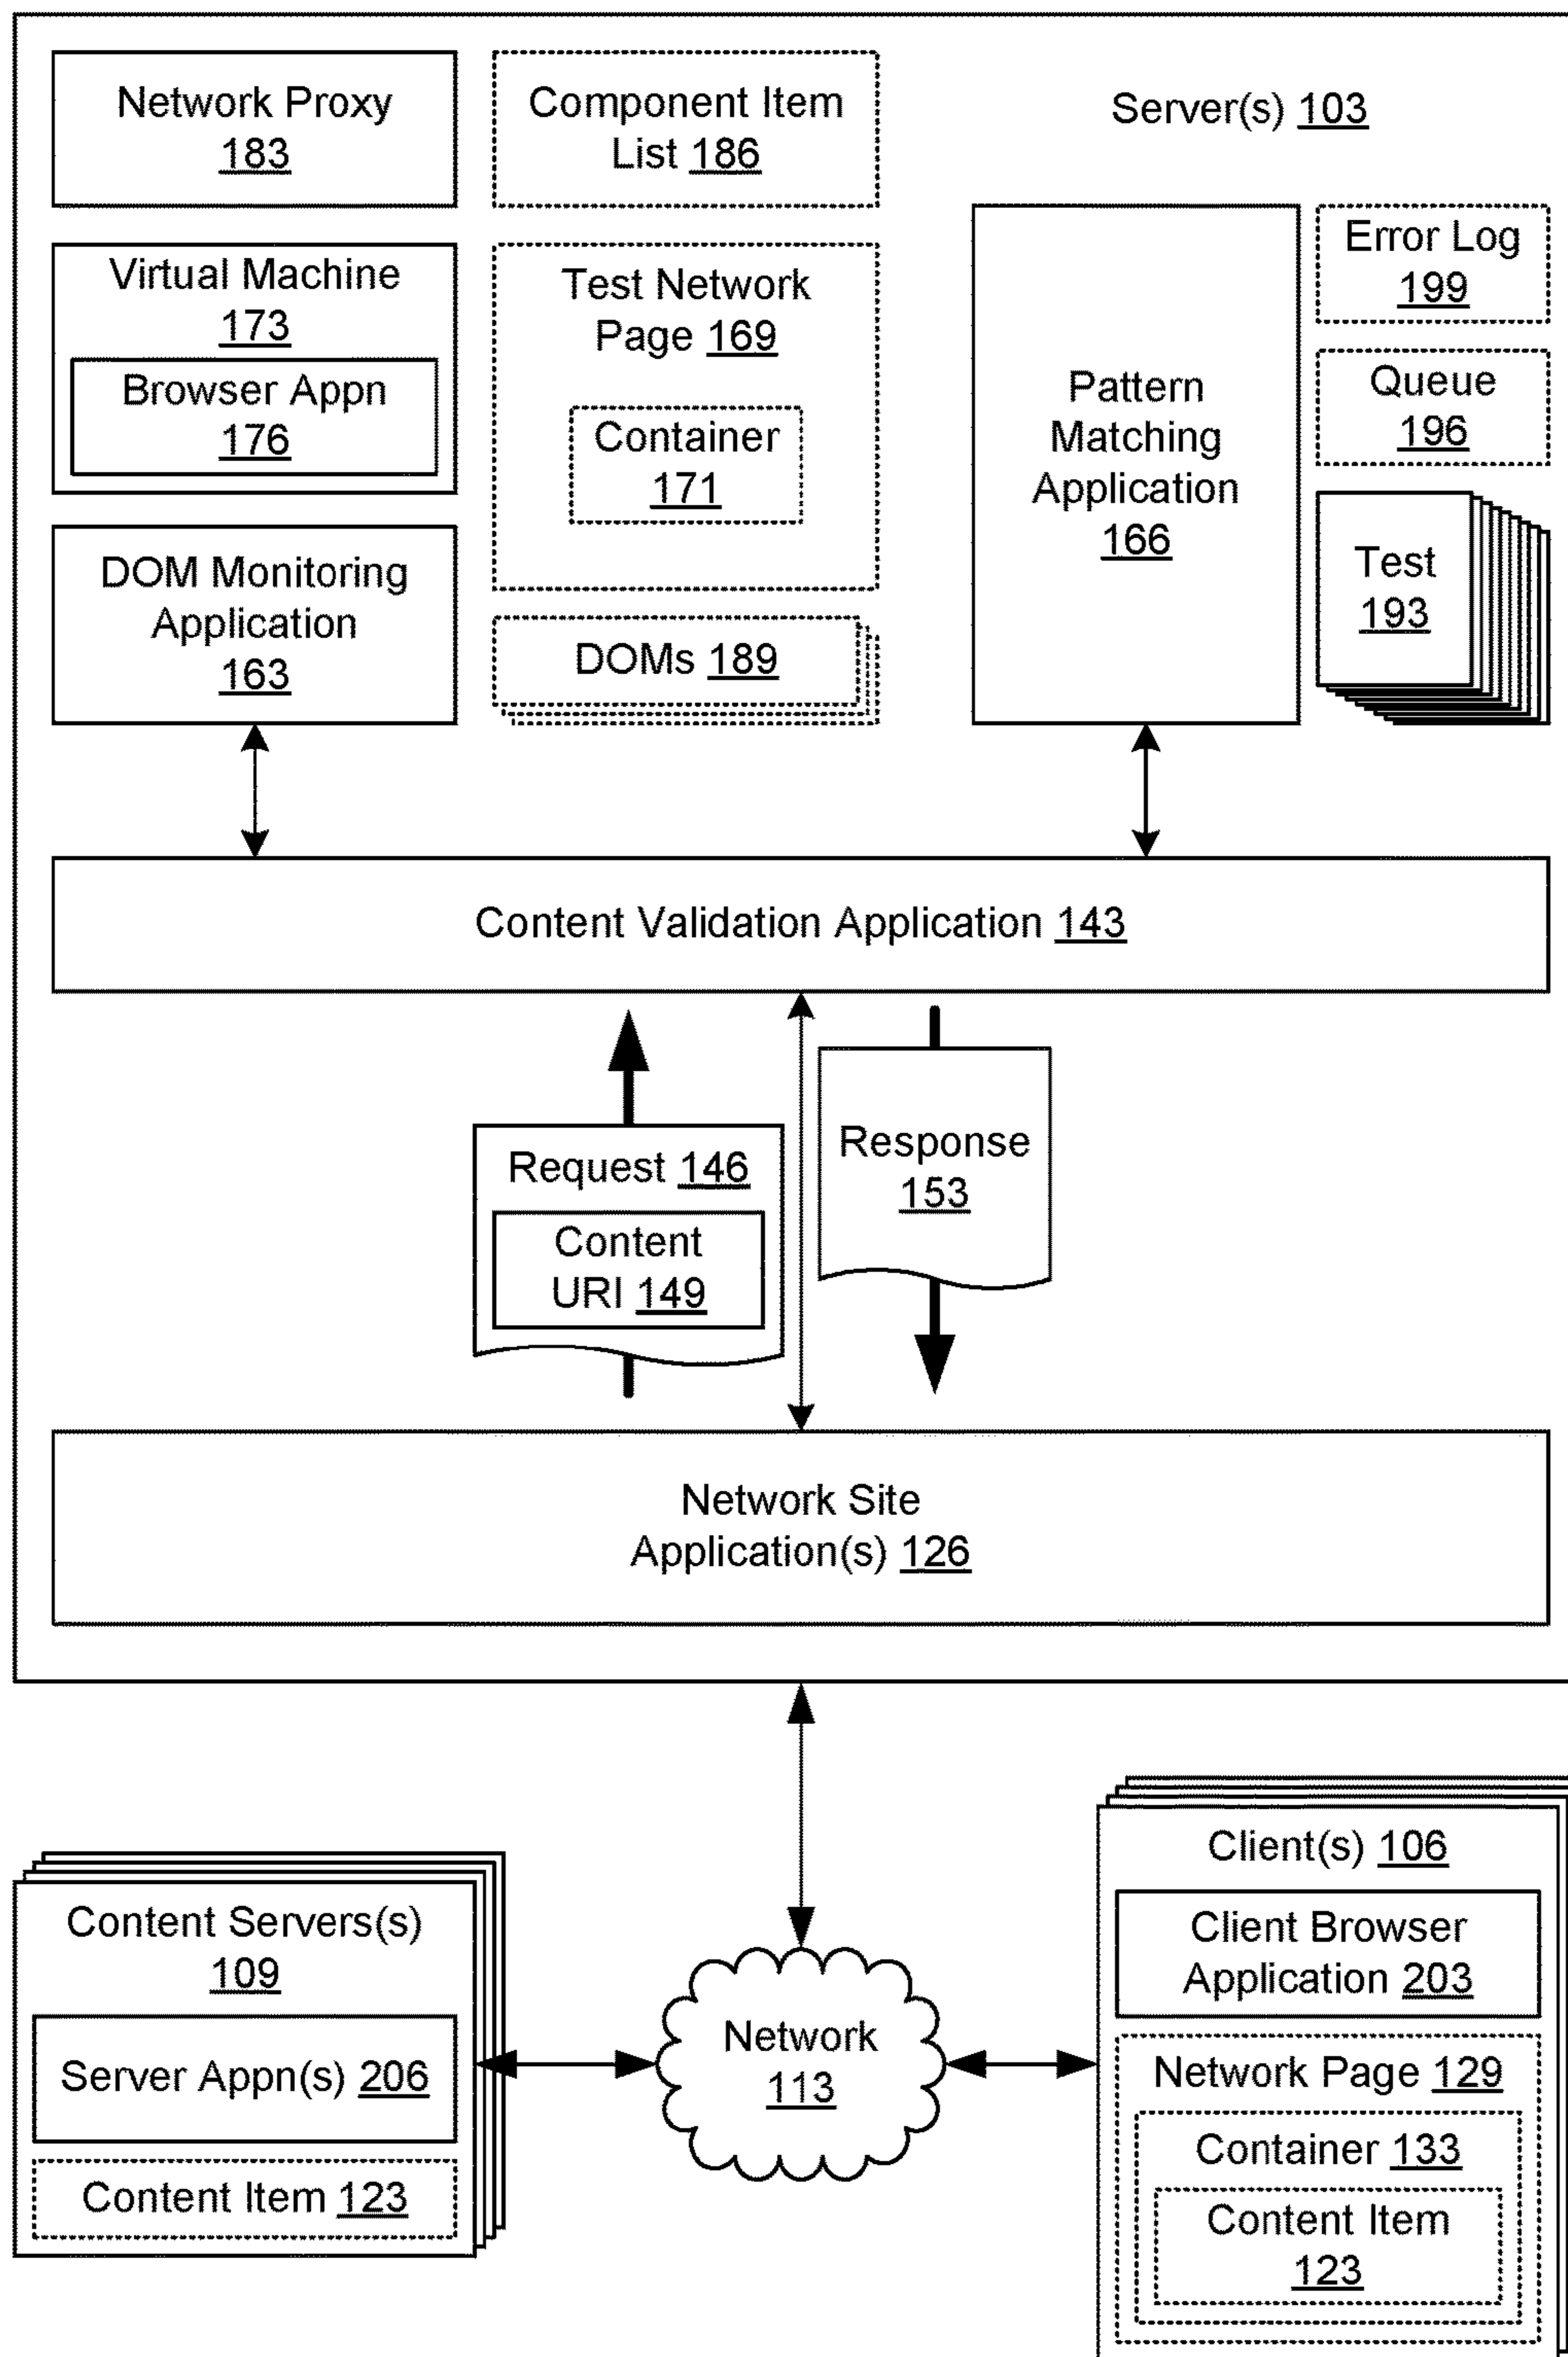 Network Proxy
183
Component Item
List 186
Server(s) 103
Virtual Machine
173
Browser Appn
176
Test Network
Page 169
Container
171
Pattern
Matching
Application
166
Error Log
199
Queue
196
Test
193
DOM Monitoring
Application
163
DOMs 189
Content Validation Application 143
Request 146
Content
URI 149
Response
153
Network Site
Application(s) 126
Content Servers(s)
109
Server Appn(s) 206
Content Item 123
Network
113
Client(s) 106
Client Browser
Application 203
Network Page 129
Container 133
Content Item
123